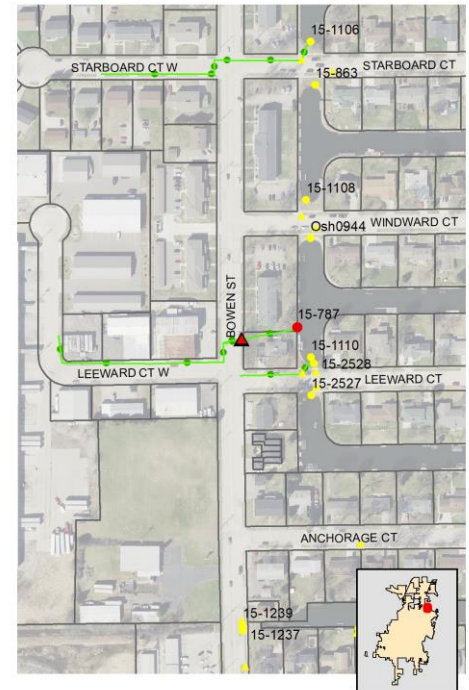 15-1106
STARBOARD CT W
STARBOARD CT
15-863
15-1108
WINDWARD CT
Osh0944
BOWEN ST
15-787
15-1110
15-2528
LEEWARD CT W
LEEWARD CT
15-2527
ANCHORAGE CT
15-1239
15-1237